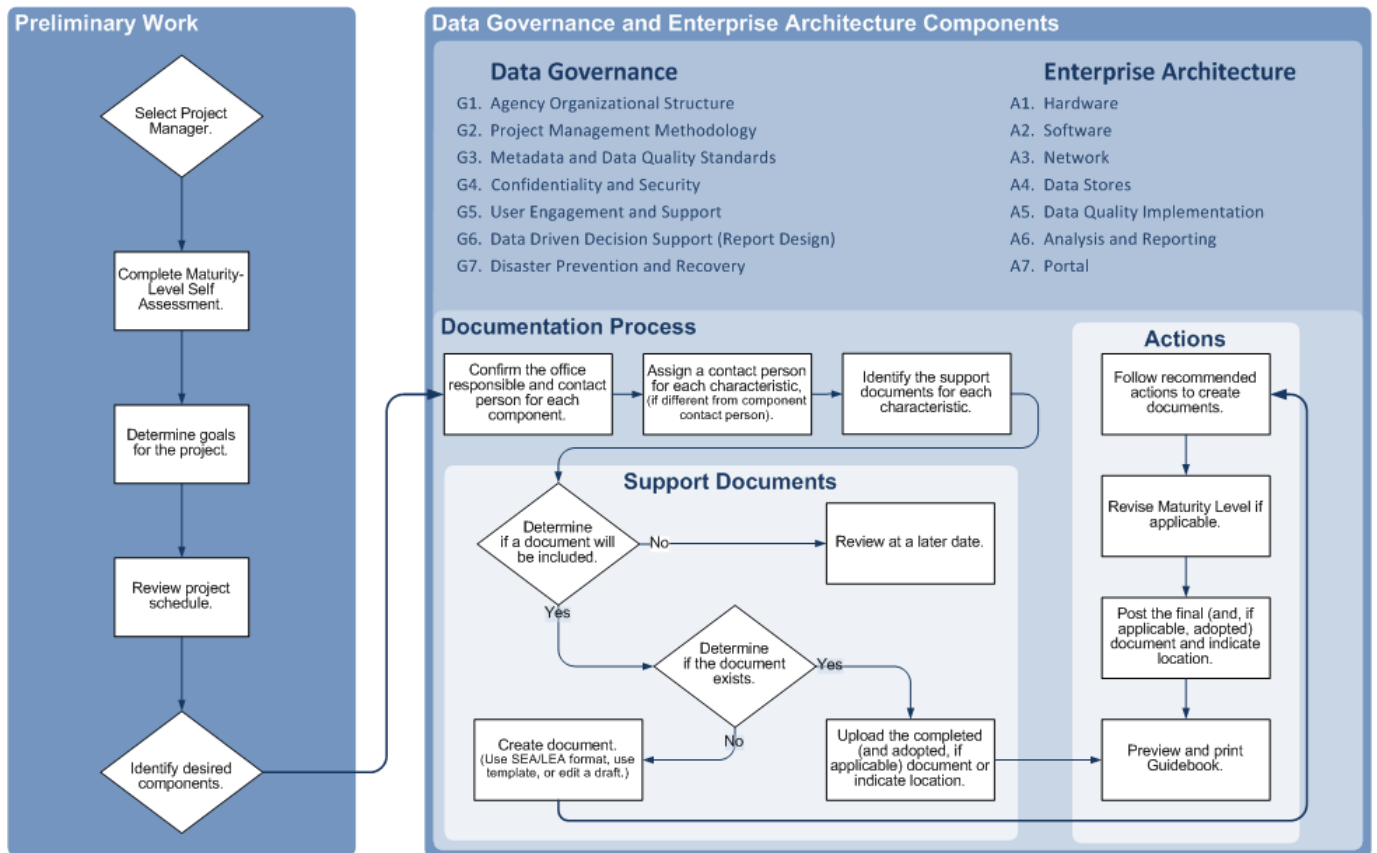 Preliminary Work
Select Project
Manager.
Complete Maturity-
Level Self
Assessment.
Determine goals
for the project.
Review project
schedule.
Identify desired
components.
Data Governance and Enterprise Architecture Components
Data Governance
G1. Agency Organizational Structure
G2. Project Management Methodology
G3. Metadata and Data Quality Standards
G4. Confidentiality and Security
G5. User Engagement and Support
G6. Data Driven Decision Support (Report Design)
G7. Disaster Prevention and Recovery
Enterprise Architecture
A1. Hardware
A2. Software
A3. Network
A4. Data Stores
A5. Data Quality Implementation
A6. Analysis and Reporting
A7. Portal
Documentation Process
Confirm the office
responsible and contact
person for each
component.
Assign a contact person
for each characteristic,
(if different from component
contact person).
Identify the support
documents for each
characteristic.
Support Documents
Determine
if a document will
be included.
No
Review at a later date.
Yes
Determine
if the document
exists.
Yes
No
Create document.
(Use SEA/LEA format, use
template, or edit a draft.)
Upload the completed
(and adopted, if
applicable) document or
indicate location.
Actions
Follow recommended
actions to create
documents.
Revise Maturity Level if
applicable.
Post the final (and, if
applicable, adopted)
document and indicate
location.
Preview and print
Guidebook.